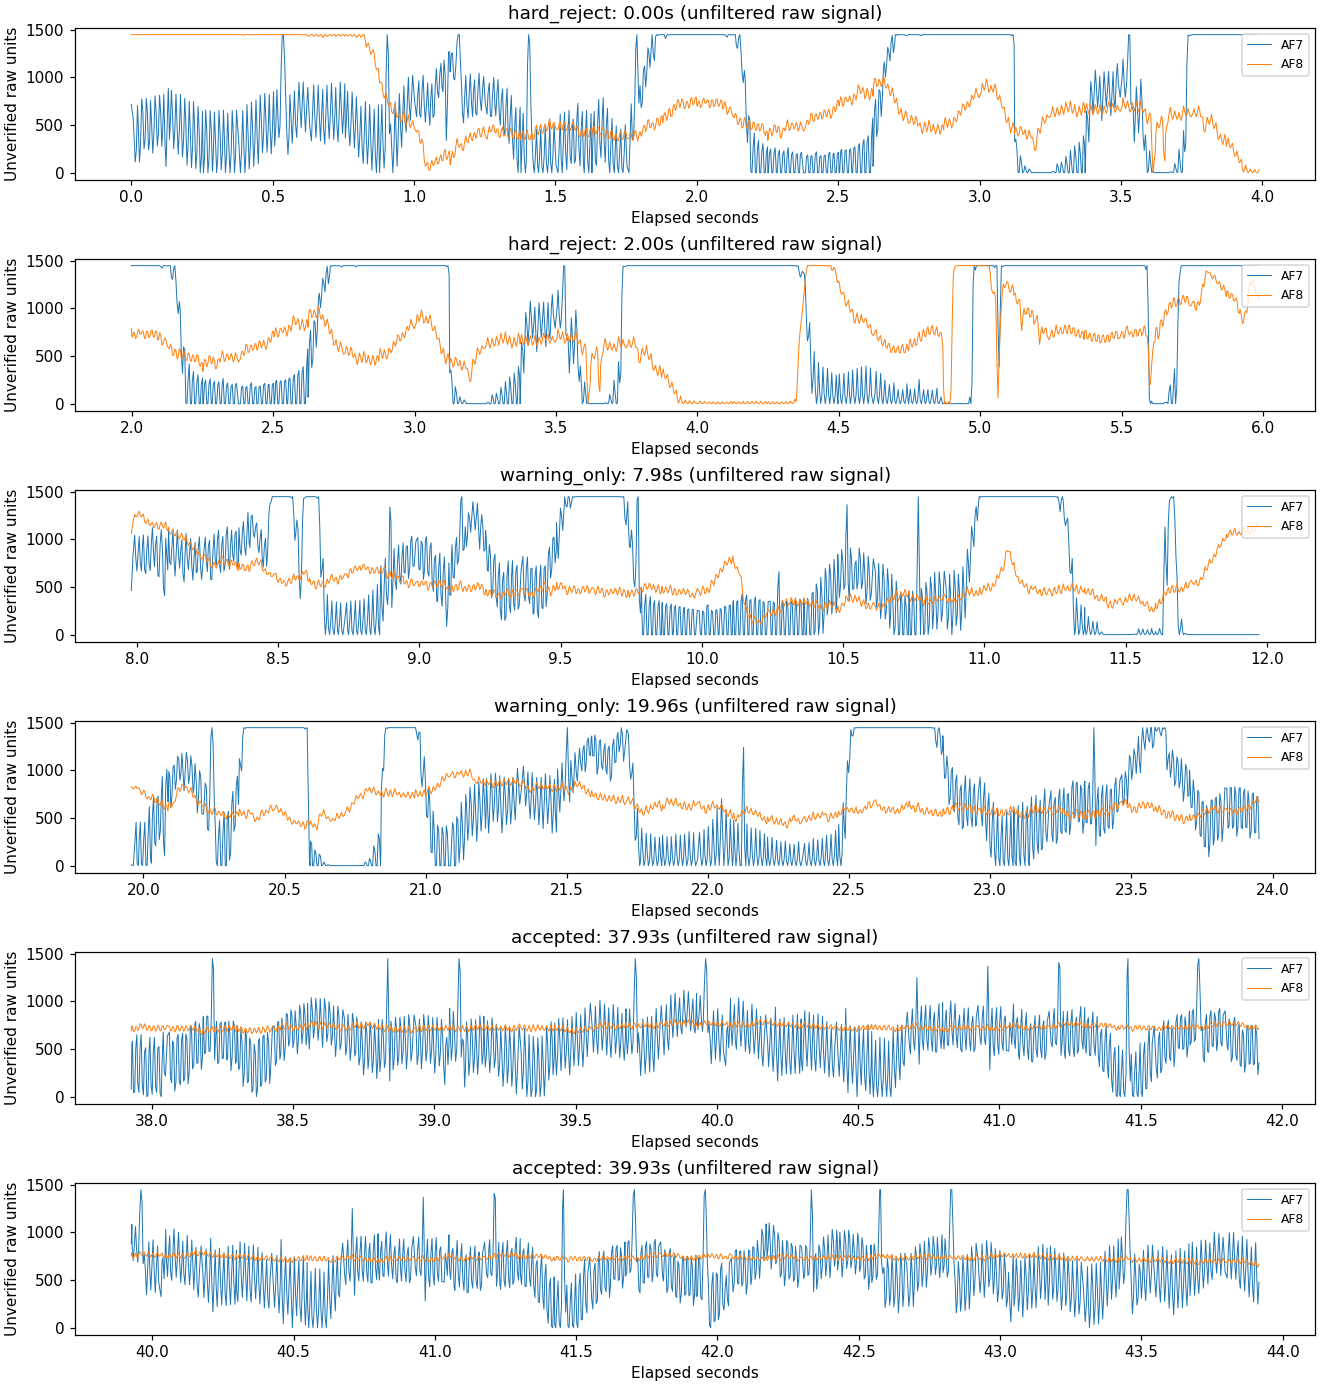 hard_reject: 0.00s (unfiltered raw signal)
Unverified raw units
1500
1000
500
0
AF7
AF8
0.0 0.5 1.0 1.5 2.0 2.5 3.0 3.5 4.0
Elapsed seconds
hard_reject: 2.00s (unfiltered raw signal)
Unverified raw units
1500
1000
500
0
AF7
AF8
2.0 2.5 3.0 3.5 4.0 4.5 5.0 5.5 6.0
Elapsed seconds
warning_only: 7.98s (unfiltered raw signal)
Unverified raw units
1500
1000
500
0
AF7
AF8
8.0 8.5 9.0 9.5 10.0 10.5 11.0 11.5 12.0
Elapsed seconds
warning_only: 19.96s (unfiltered raw signal)
Unverified raw units
1500
1000
500
0
AF7
AF8
20.0 20.5 21.0 21.5 22.0 22.5 23.0 23.5 24.0
Elapsed seconds
accepted: 37.93s (unfiltered raw signal)
Unverified raw units
1500
1000
500
0
AF7
AF8
38.0 38.5 39.0 39.5 40.0 40.5 41.0 41.5 42.0
Elapsed seconds
accepted: 39.93s (unfiltered raw signal)
Unverified raw units
1500
1000
500
0
AF7
AF8
40.0 40.5 41.0 41.5 42.0 42.5 43.0 43.5 44.0
Elapsed seconds